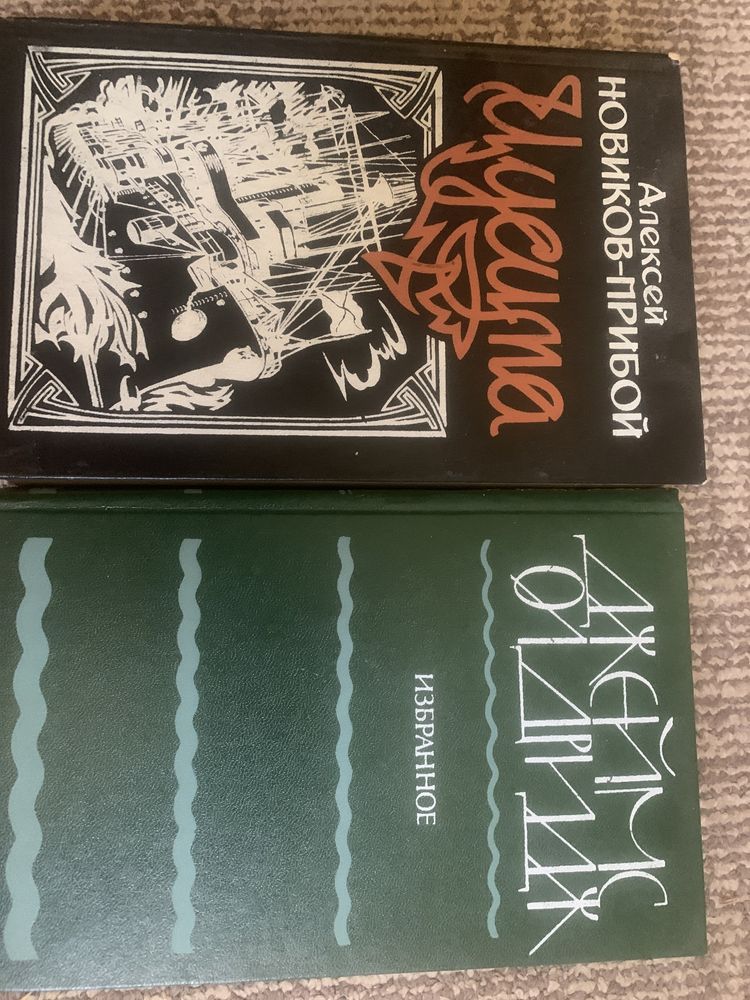 Алексей
НОВИКОВ-ПРИБОЙ
Цусима
ДЖЕЙМС
ОЛДРИДЖ
ИЗБРАННОЕ